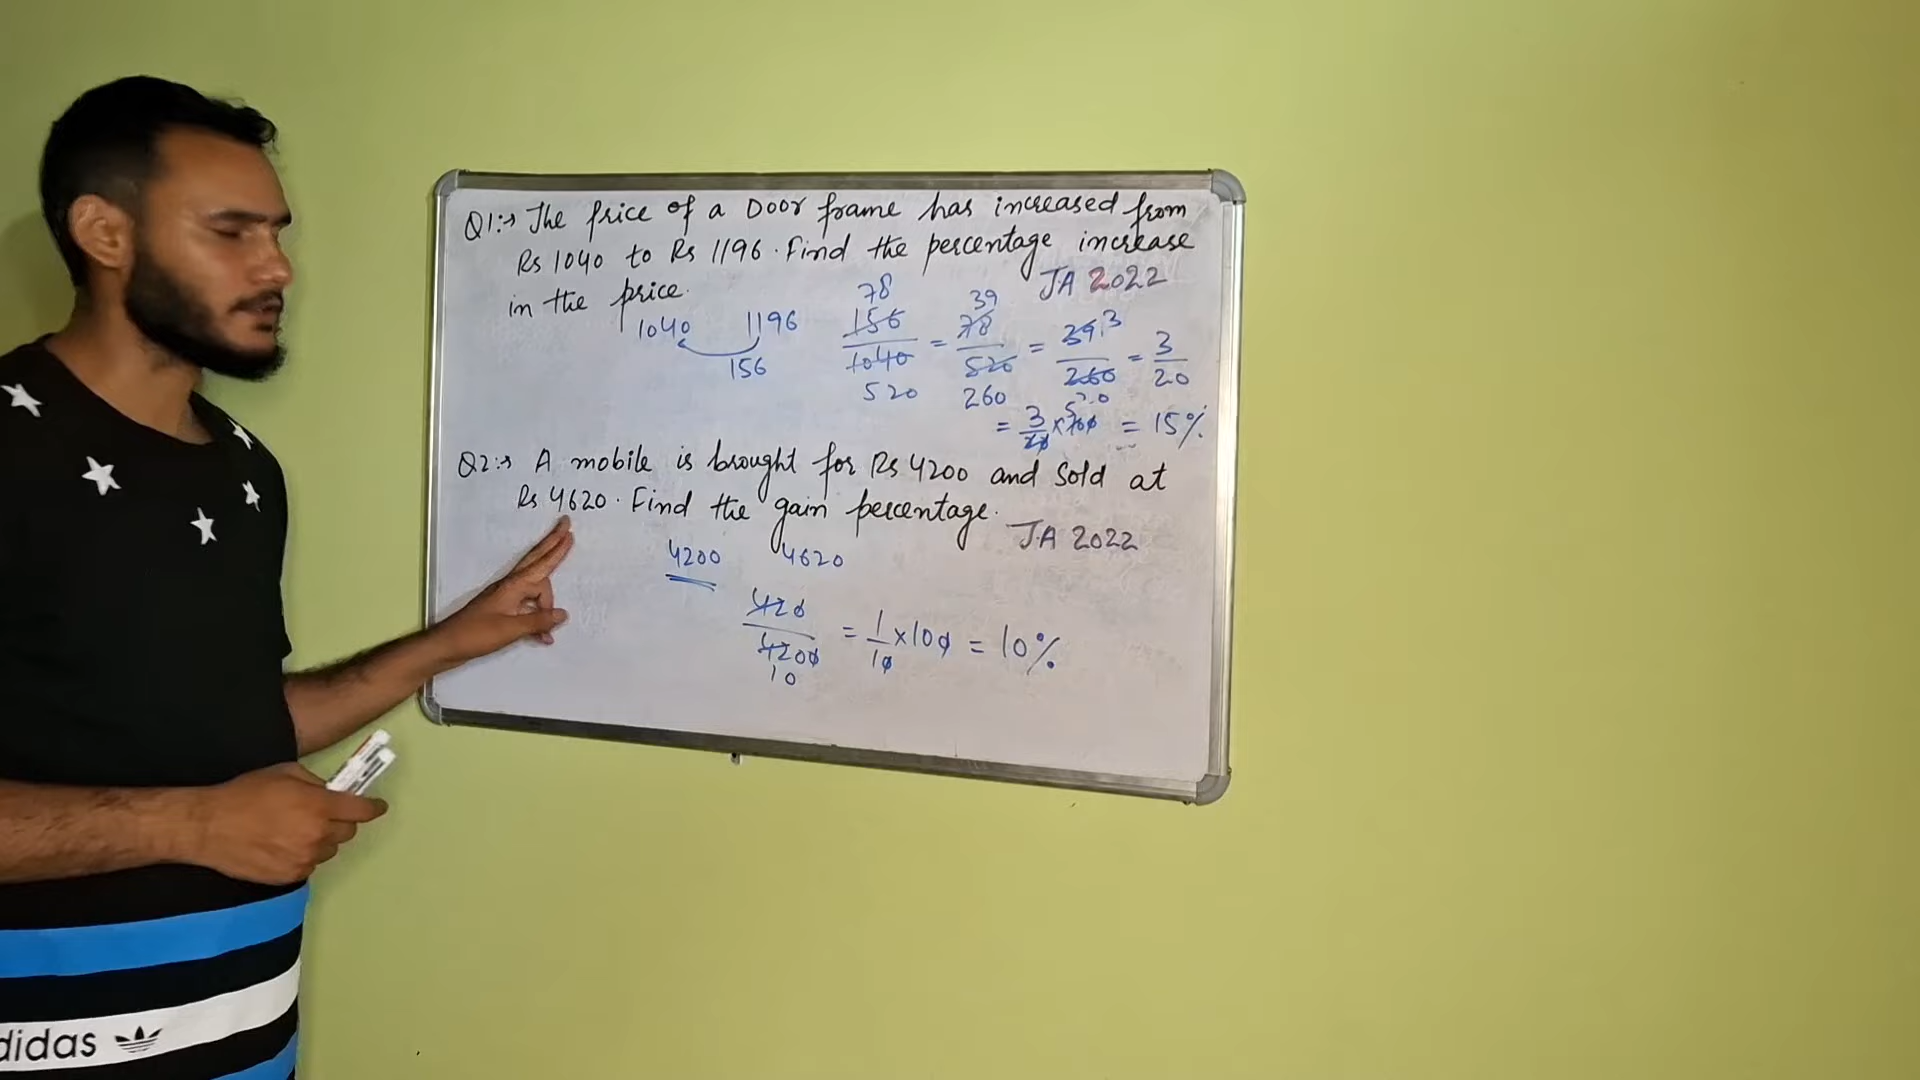 Q1:→ The price of a Door frame has increased from
Rs 1040 to Rs 1196. Find the percentage increase
in the price.
JA 2022
1040 1196
156
78 39
156/1040 = 78/520 = 39/260 = 3/20
520 260
= 3/20 × 100 = 15%
Q2:→ A mobile is brought for Rs 4200 and Sold at
Rs 4620. Find the gain percentage.
J.A 2022
4200 4620
420/4200 = 1/10 × 100 = 10%
10
didas